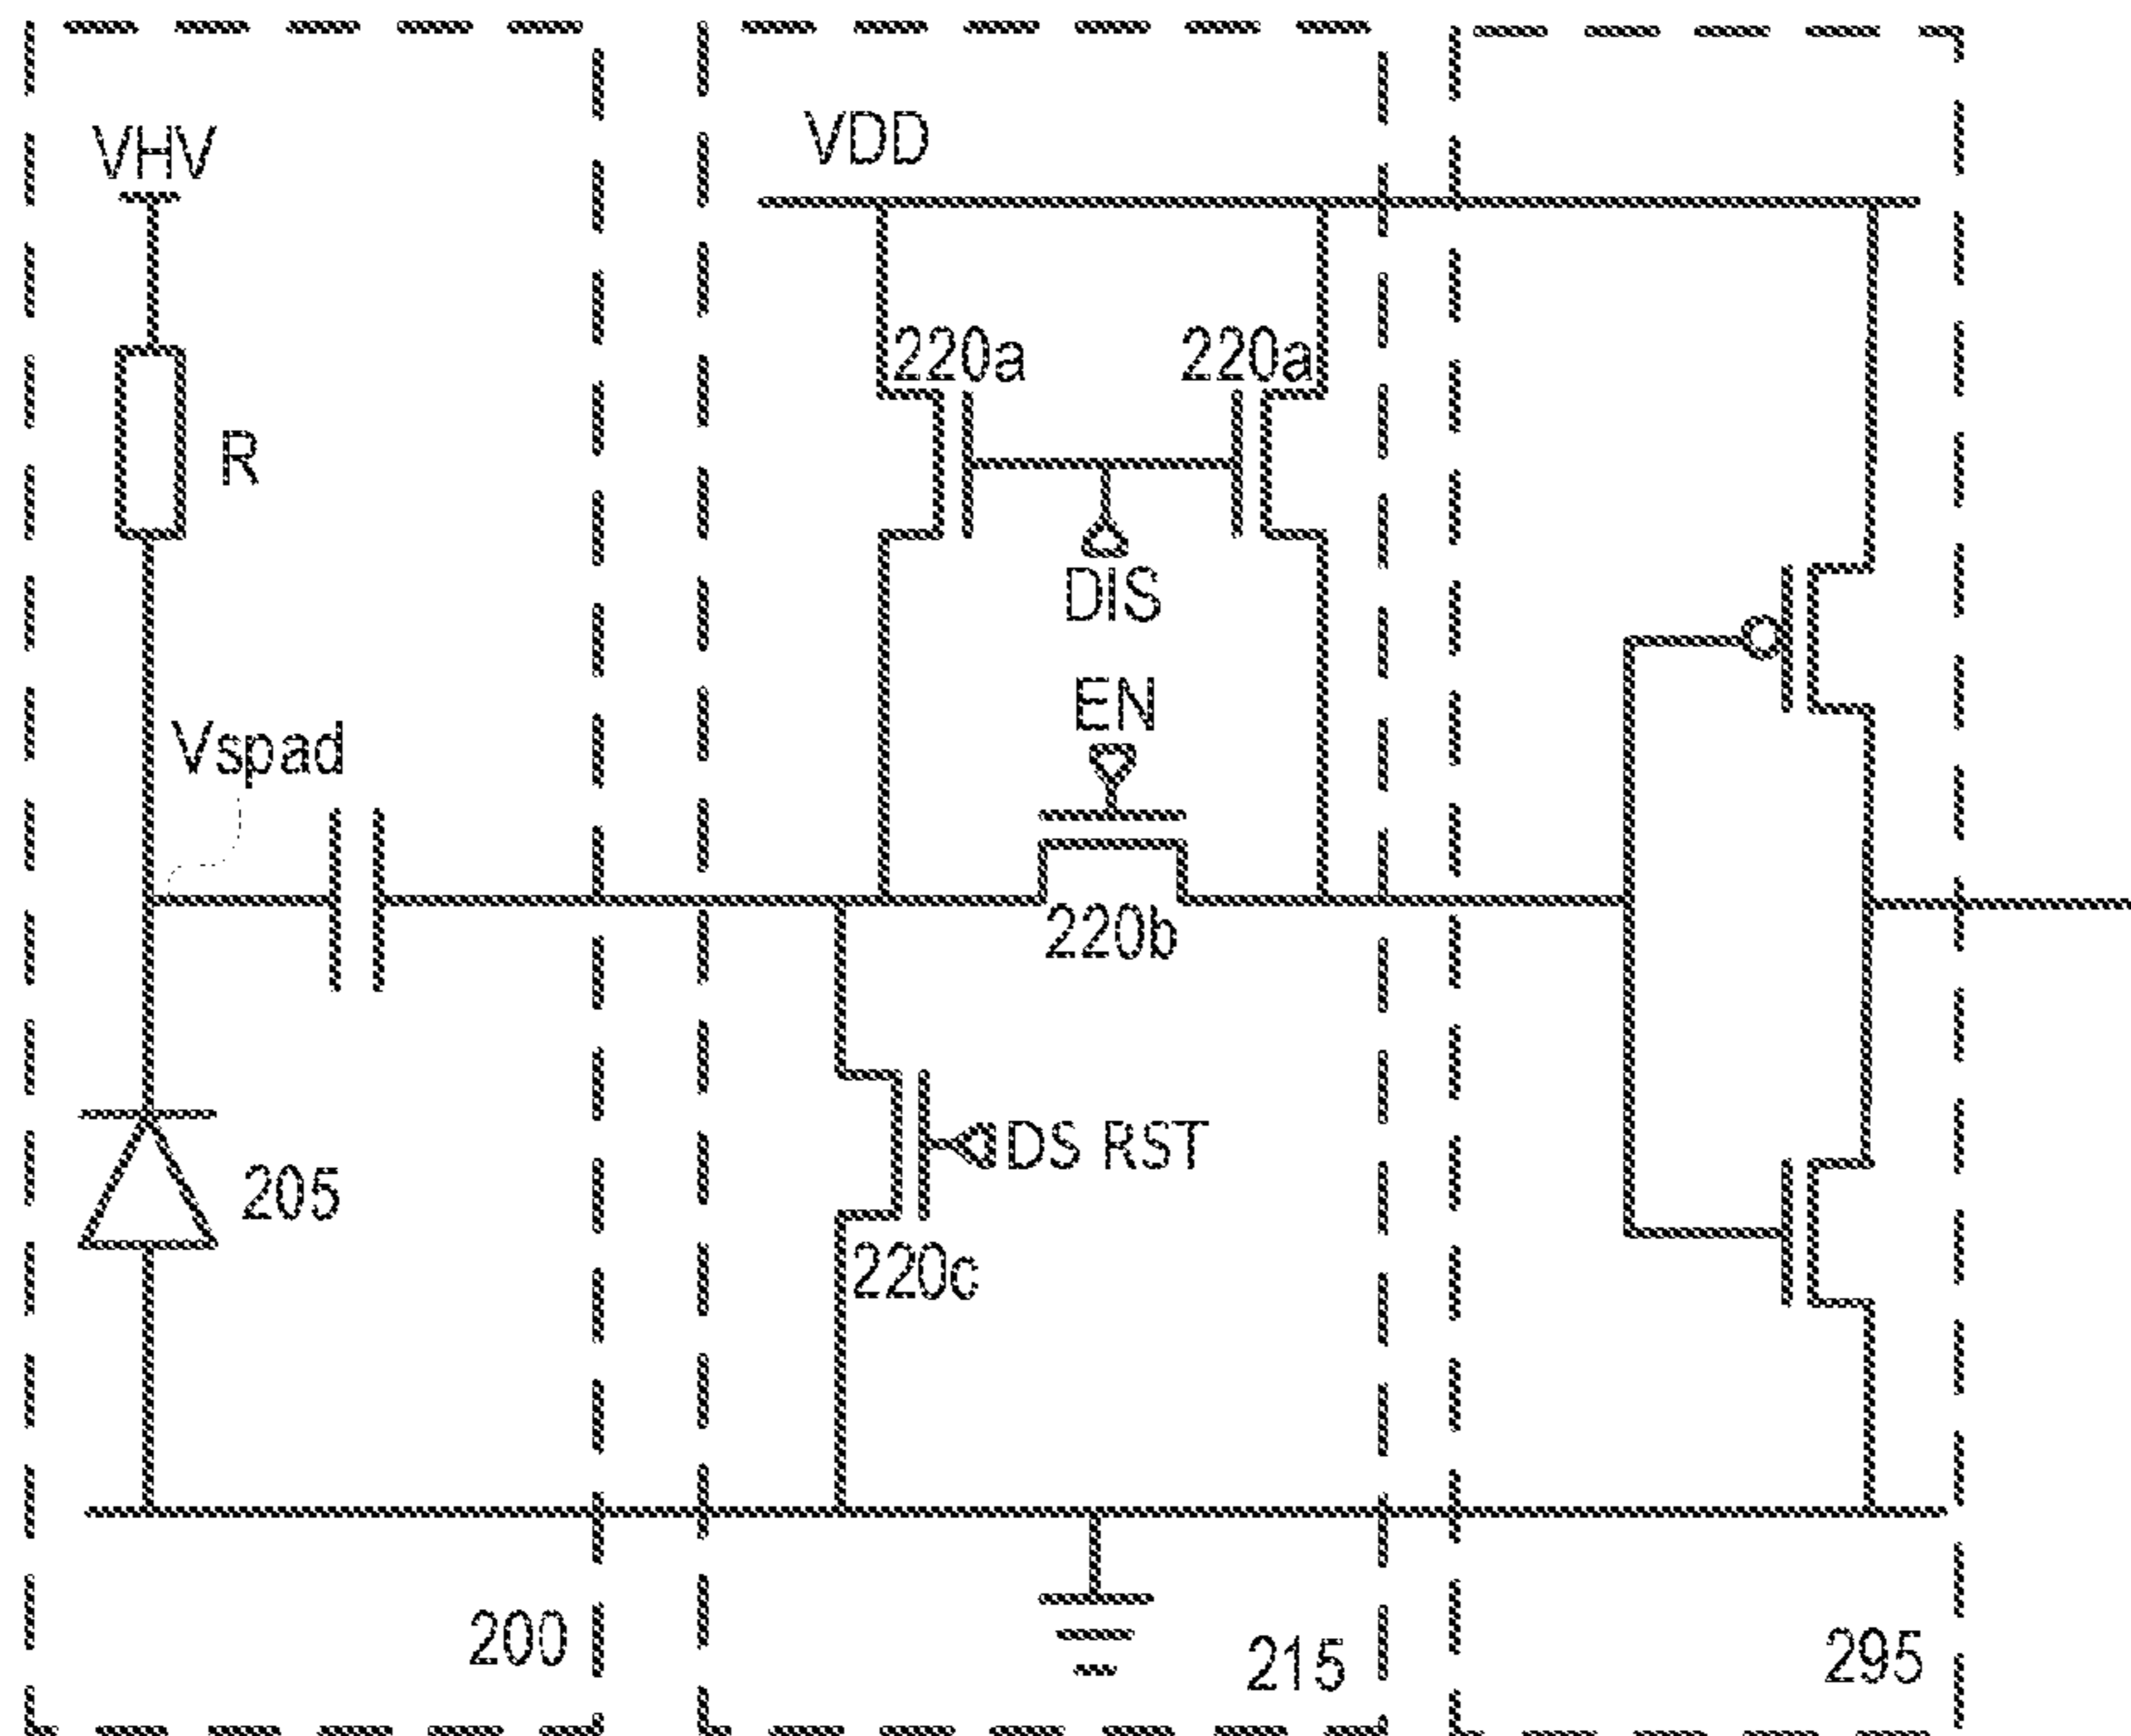 VHV
VDD
220a
220a
R
DIS
EN
Vspad
220b
DS RST
205
220c
200
215
295